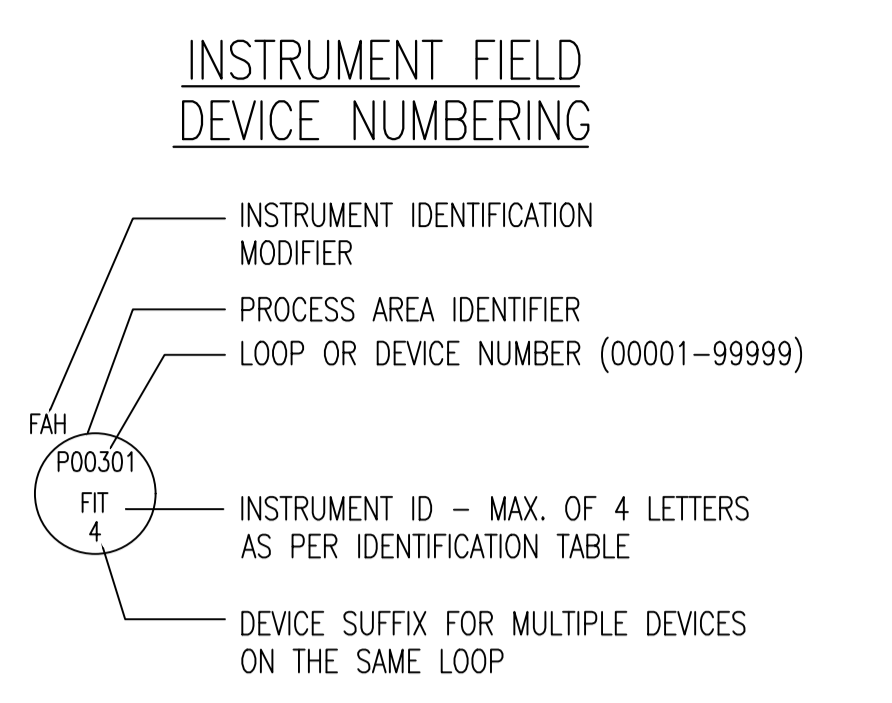 INSTRUMENT FIELD
DEVICE NUMBERING
INSTRUMENT IDENTIFICATION
MODIFIER
PROCESS AREA IDENTIFIER
LOOP OR DEVICE NUMBER (00001-99999)
FAH
P00301
FIT
4
INSTRUMENT ID - MAX. OF 4 LETTERS
AS PER IDENTIFICATION TABLE
DEVICE SUFFIX FOR MULTIPLE DEVICES
ON THE SAME LOOP